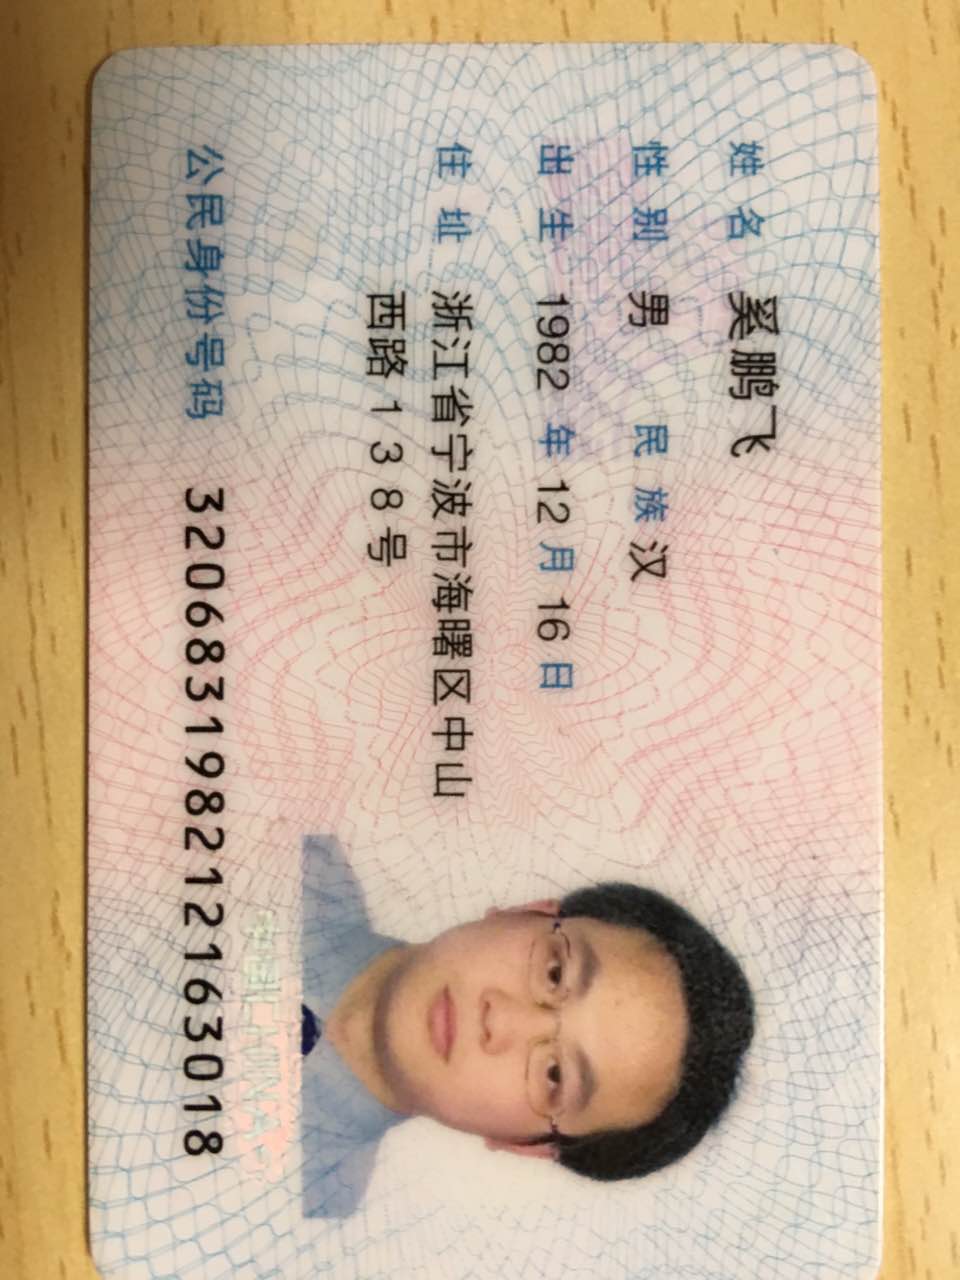 姓名 奚鹏飞
性别 男 民族 汉
出生 1982 年 12 月 16 日
住址 浙江省宁波市海曙区中山
西路138号
公民身份号码 320683198212163018